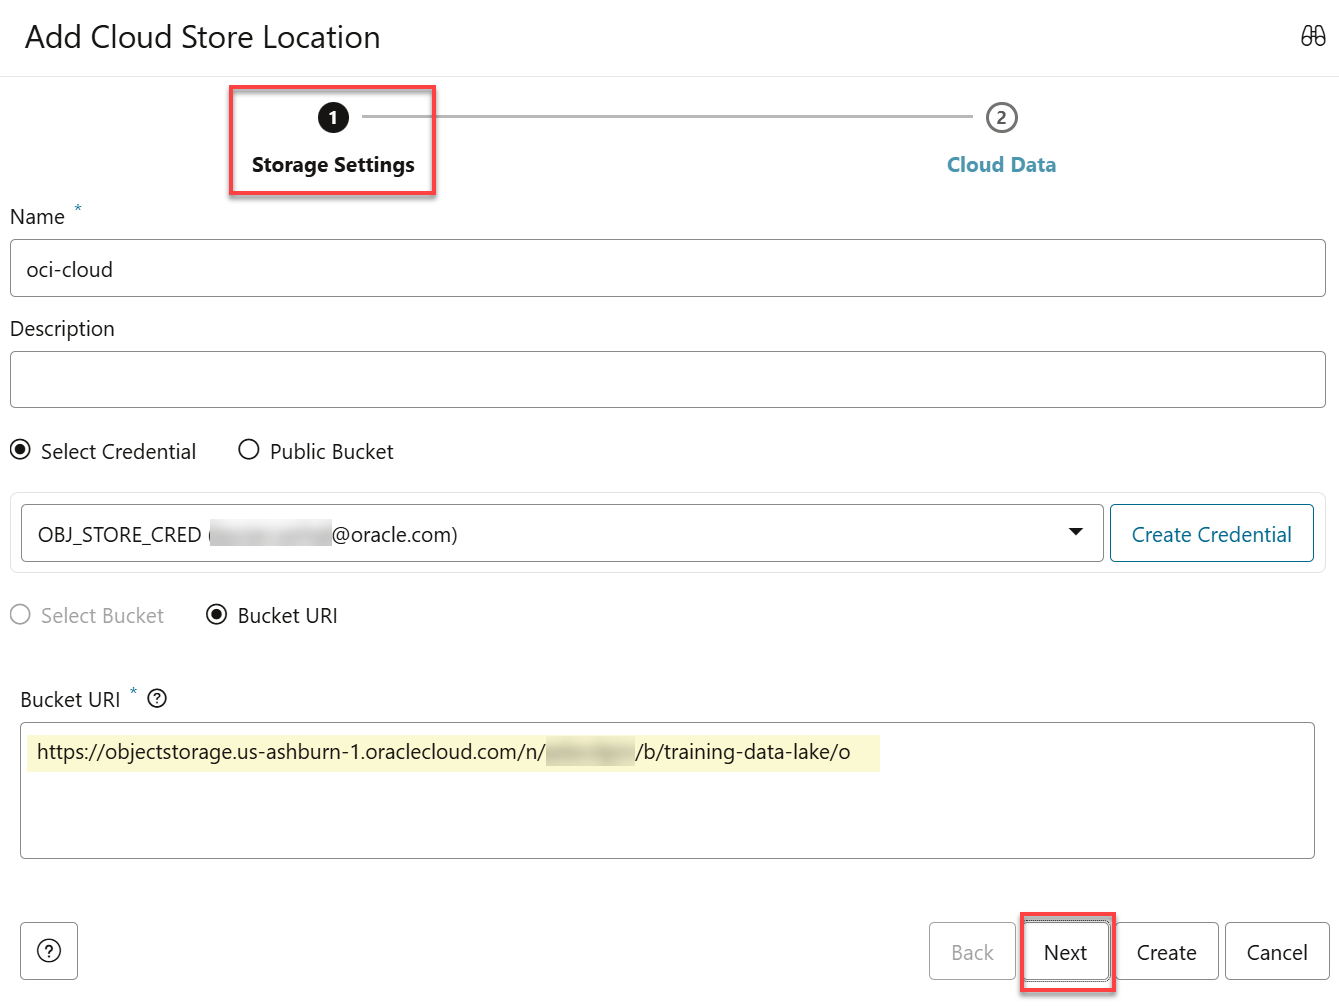 Add Cloud Store Location
1 2
Storage Settings Cloud Data
Name *
oci-cloud
Description
Select Credential Public Bucket
OBJ_STORE_CRED ( @oracle.com) Create Credential
Select Bucket Bucket URI
Bucket URI * ?
https://objectstorage.us-ashburn-1.oraclecloud.com/n/ /b/training-data-lake/o
? Back Next Create Cancel